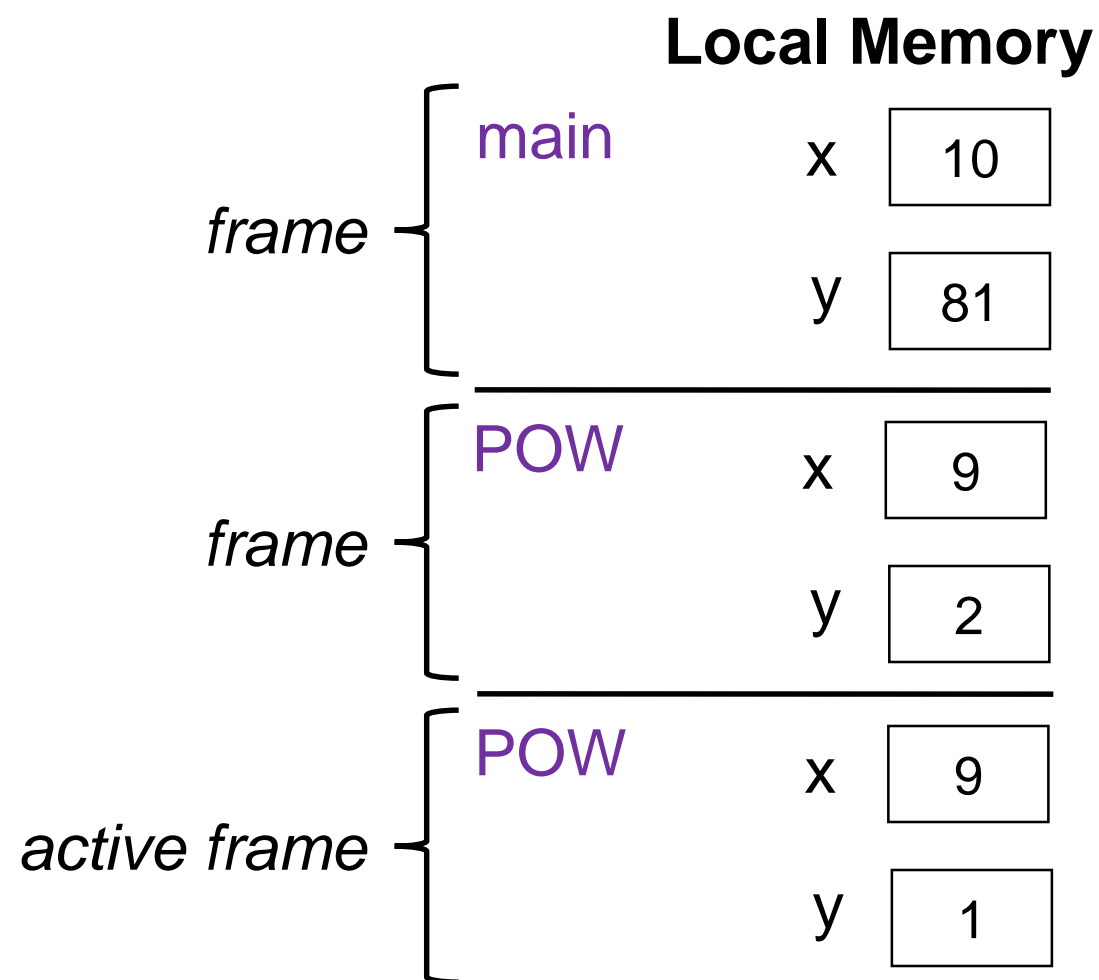 Local Memory
main x 10
frame
y 81
POW x 9
frame
y 2
POW x 9
active frame
y 1